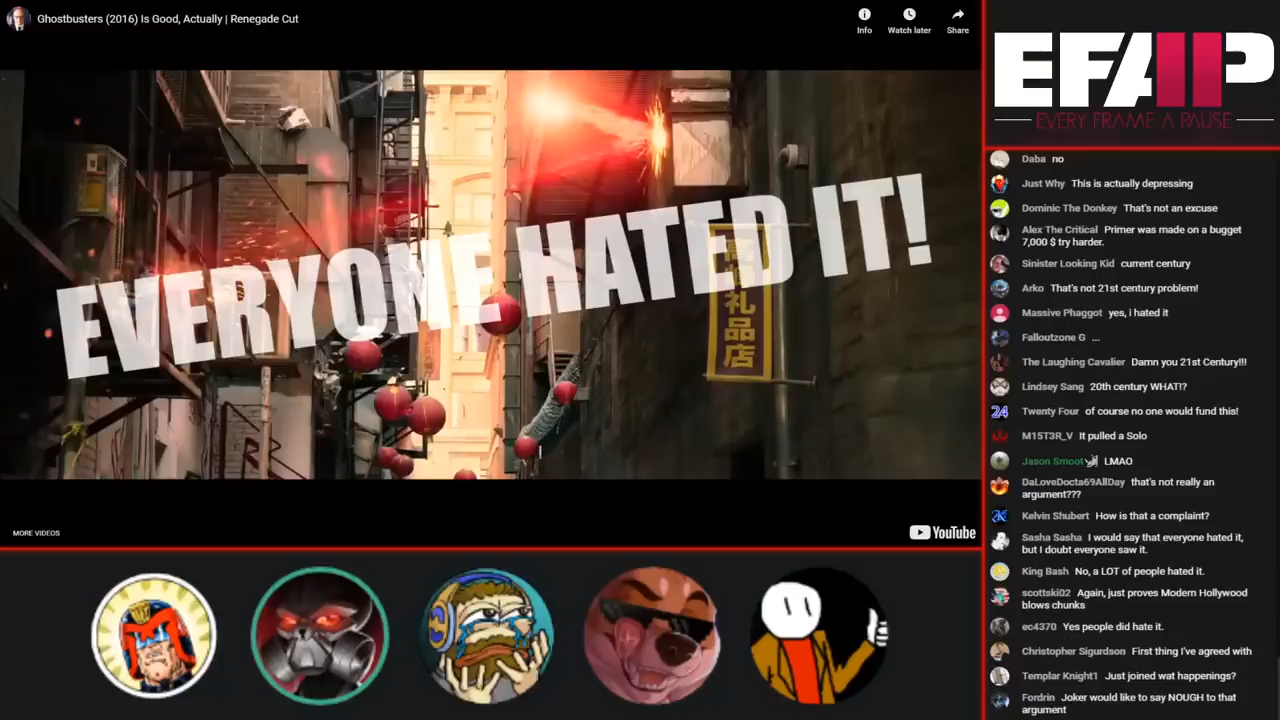 Ghostbusters (2016) Is Good, Actually | Renegade Cut
Info
Watch later
Share
EVERYONE HATED IT!
礼
品
店
MORE VIDEOS
YouTube
EFAP
EVERY FRAME A PAUSE
Daba no
Just Why This is actually depressing
Dominic The Donkey That's not an excuse
Alex The Critical Primer was made on a bugget
7,000 $ try harder.
Sinister Looking Kid current century
Arko That's not 21st century problem!
Massive Phaggot yes, i hated it
Falloutzone G ...
The Laughing Cavalier Damn you 21st Century!!!
Lindsey Sang 20th century WHAT!?
24
Twenty Four of course no one would fund this!
M15T3R_V It pulled a Solo
Jason Smoot LMAO
DaLoveDocta69AllDay that's not really an
argument???
Kelvin Shubert How is that a complaint?
Sasha Sasha I would say that everyone hated it,
but I doubt everyone saw it.
King Bash No, a LOT of people hated it.
scottski02 Again, just proves Modern Hollywood
blows chunks
ec4370 Yes people did hate it.
Christopher Sigurdson First thing I've agreed with
Templar Knight1 Just joined wat happenings?
Fordrin Joker would like to say NOUGH to that
argument